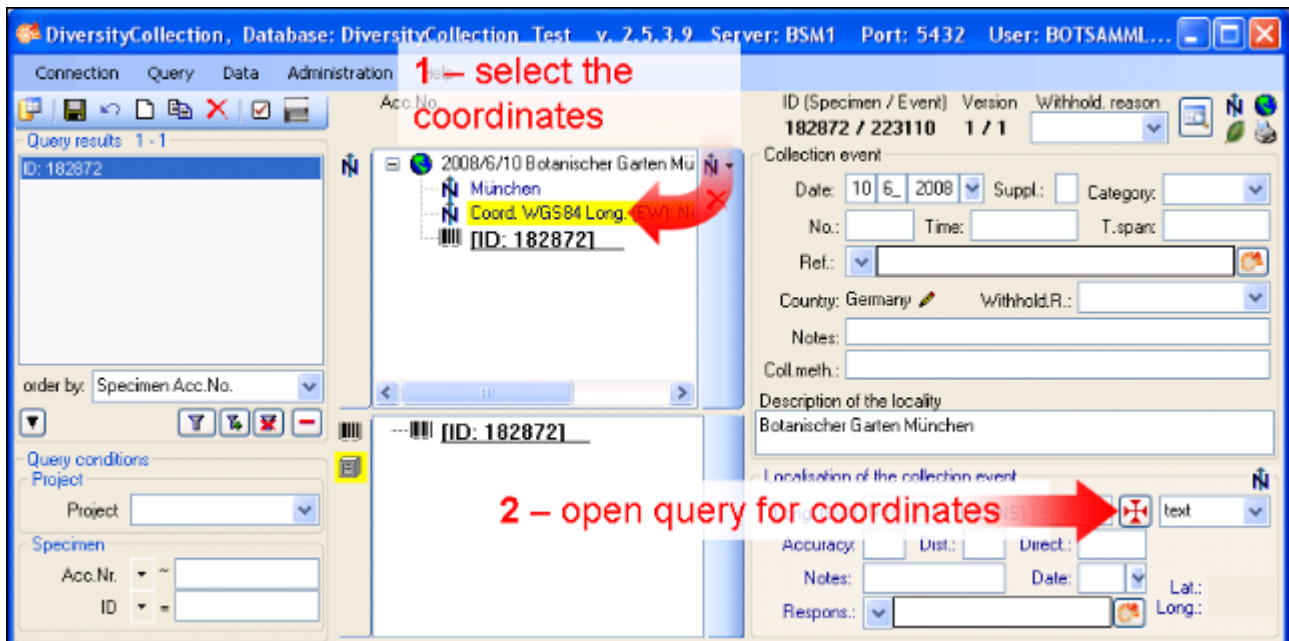 DiversityCollection, Database: DiversityCollection_Test v. 2.5.3.9 Server: BSM1 Port: 5432 User: BOTSAMML...
Connection Query Data Administration
1 – select the
coordinates
Acc.No.
ID (Specimen / Event) Version Withhold. reason
182872 / 223110 1 / 1
Query results 1 - 1
ID: 182872
2008/6/10 Botanischer Garten Mü
München
Coord. WGS84 Long. (EW): N
[ID: 182872]
Collection event
Date: 10 6_ 2008 Suppl.: Category:
No.: Time: T.span:
Ref.:
Country: Germany Withhold.R.:
Notes:
Coll.meth.:
order by: Specimen Acc.No.
Description of the locality
Botanischer Garten München
[ID: 182872]
Query conditions
Project
Project
Localisation of the collection event
2 – open query for coordinates
text
Accuracy: Dist.: Direct.:
Specimen
Acc.Nr. ~
Notes: Date: Lat.:
ID =
Respons.: Long.: